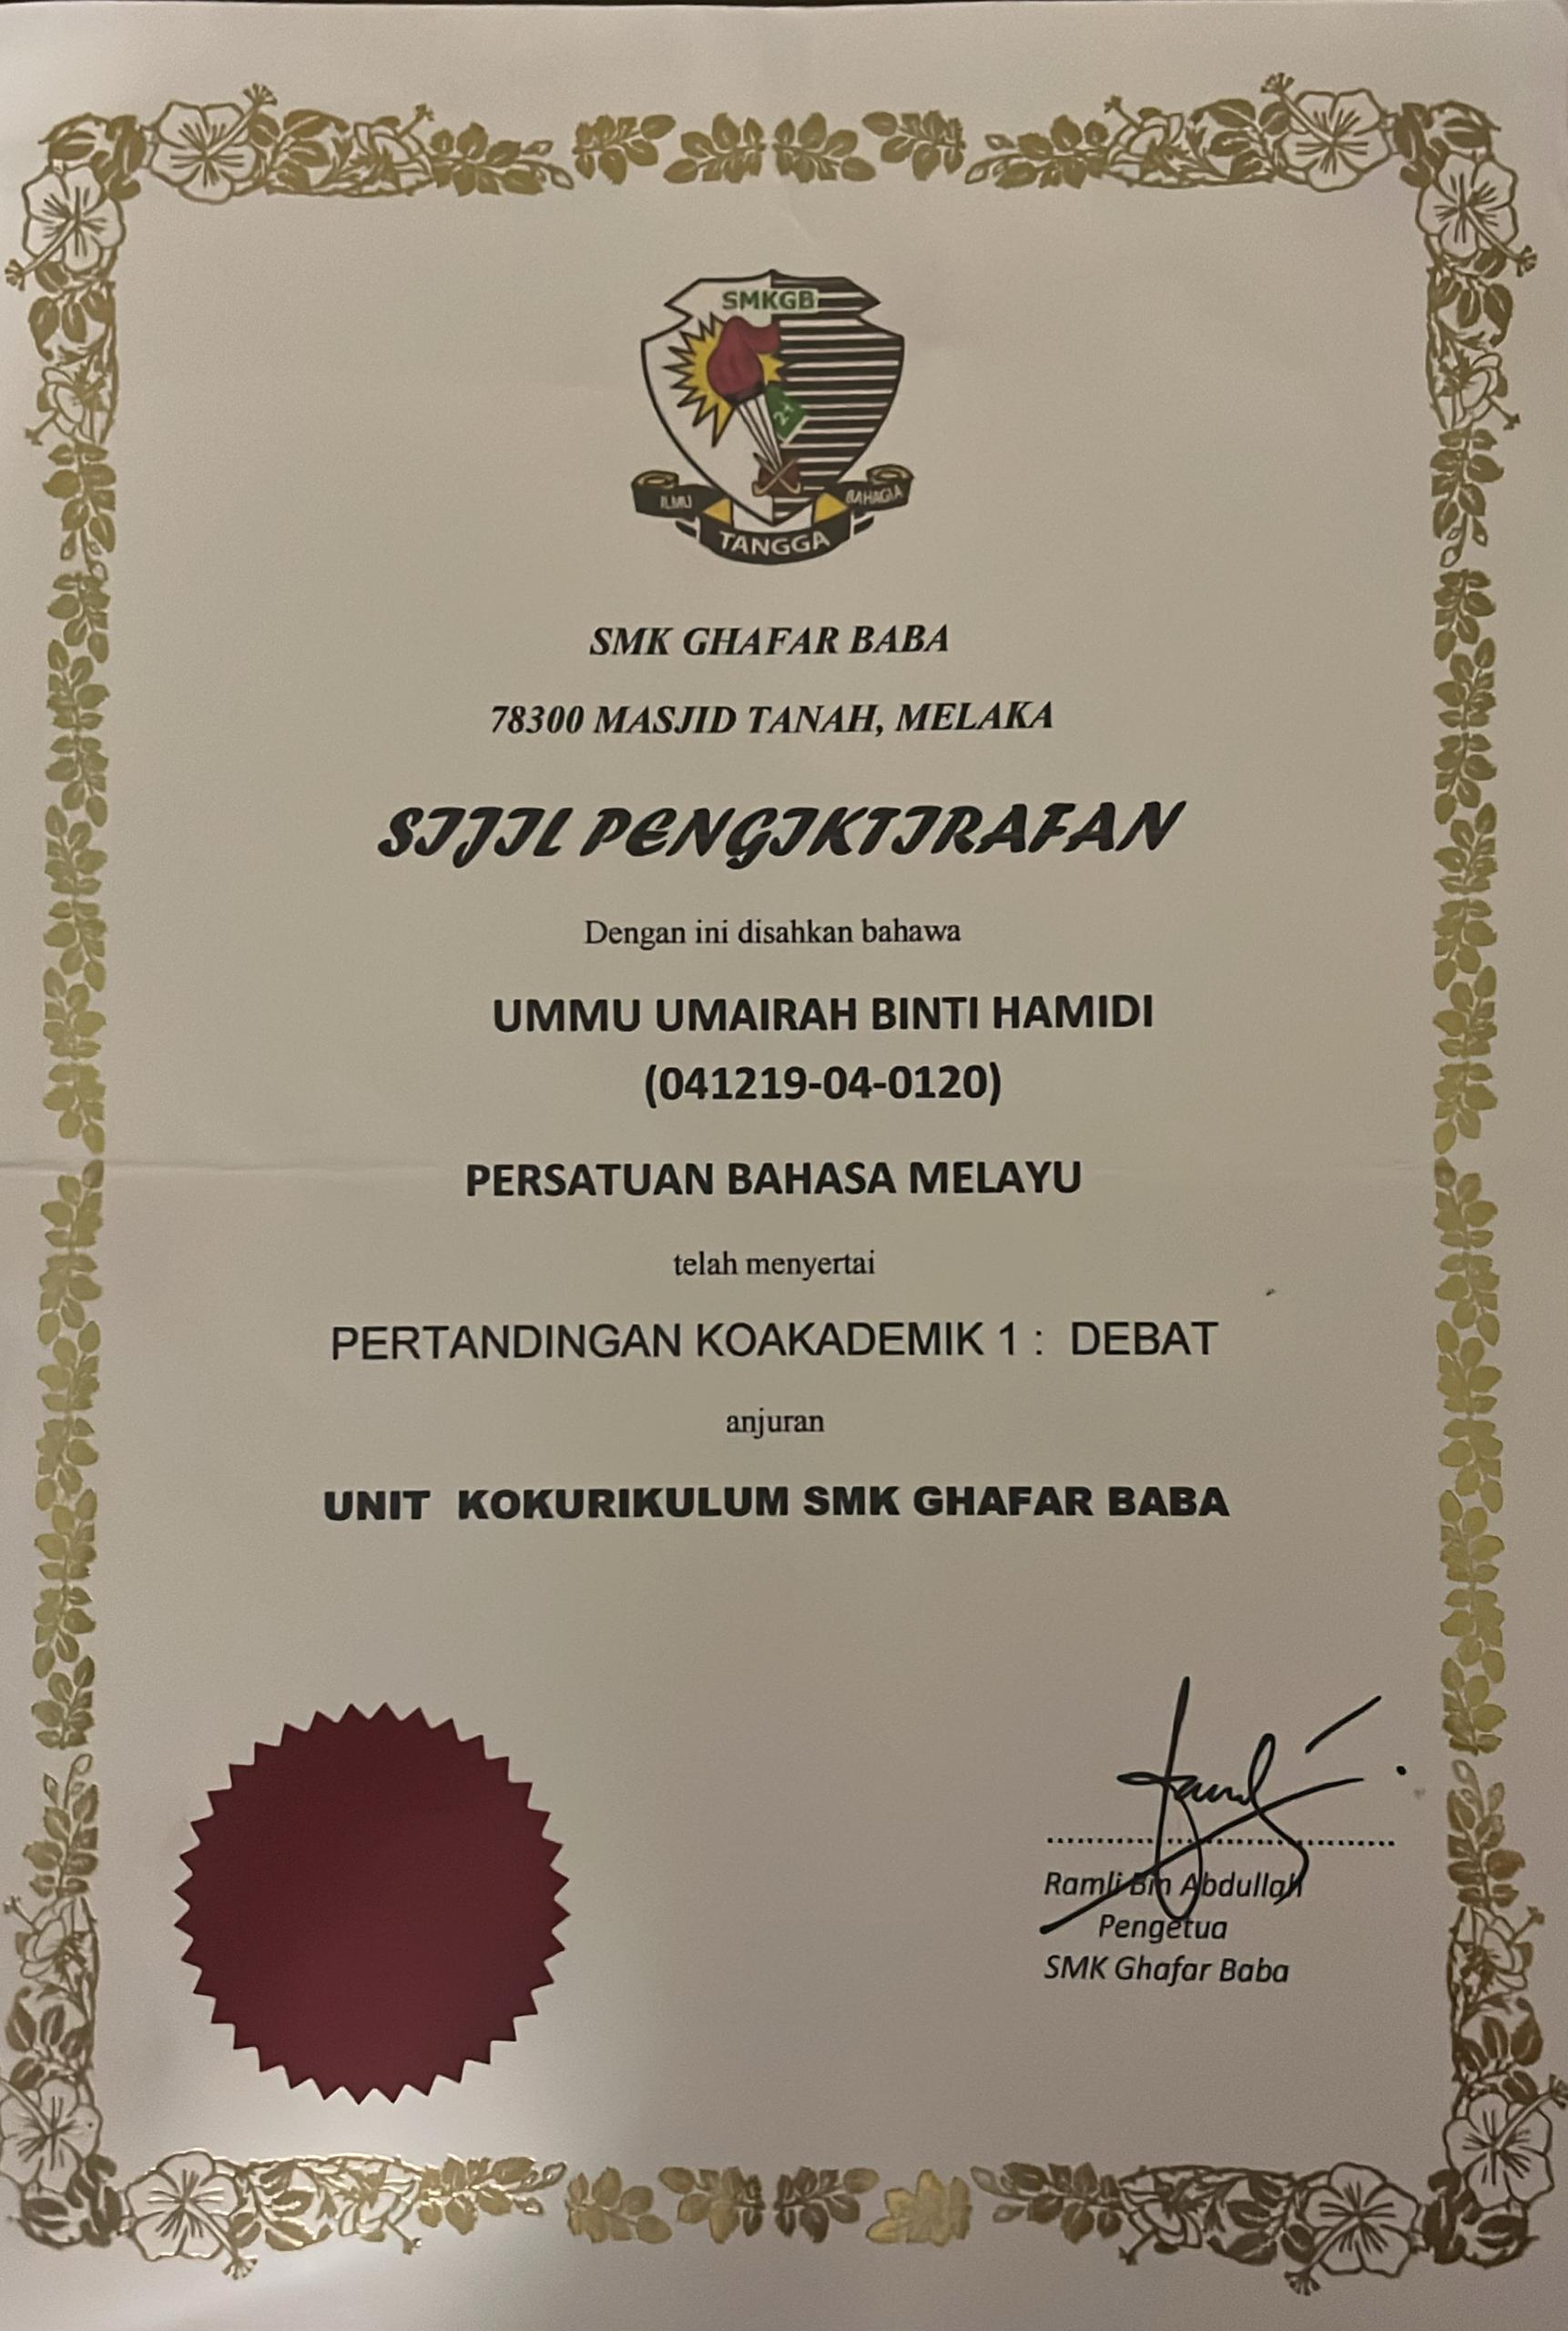 SMKGB
2+
ILMU TANGGA BAHAGIA
SMK GHAFAR BABA
78300 MASJID TANAH, MELAKA
SIJIL PENGIKTIRAFAN
Dengan ini disahkan bahawa
UMMU UMAIRAH BINTI HAMIDI
(041219-04-0120)
PERSATUAN BAHASA MELAYU
telah menyertai
PERTANDINGAN KOAKADEMIK 1 : DEBAT
anjuran
UNIT KOKURIKULUM SMK GHAFAR BABA
Ramli Bin Abdullah
Pengetua
SMK Ghafar Baba